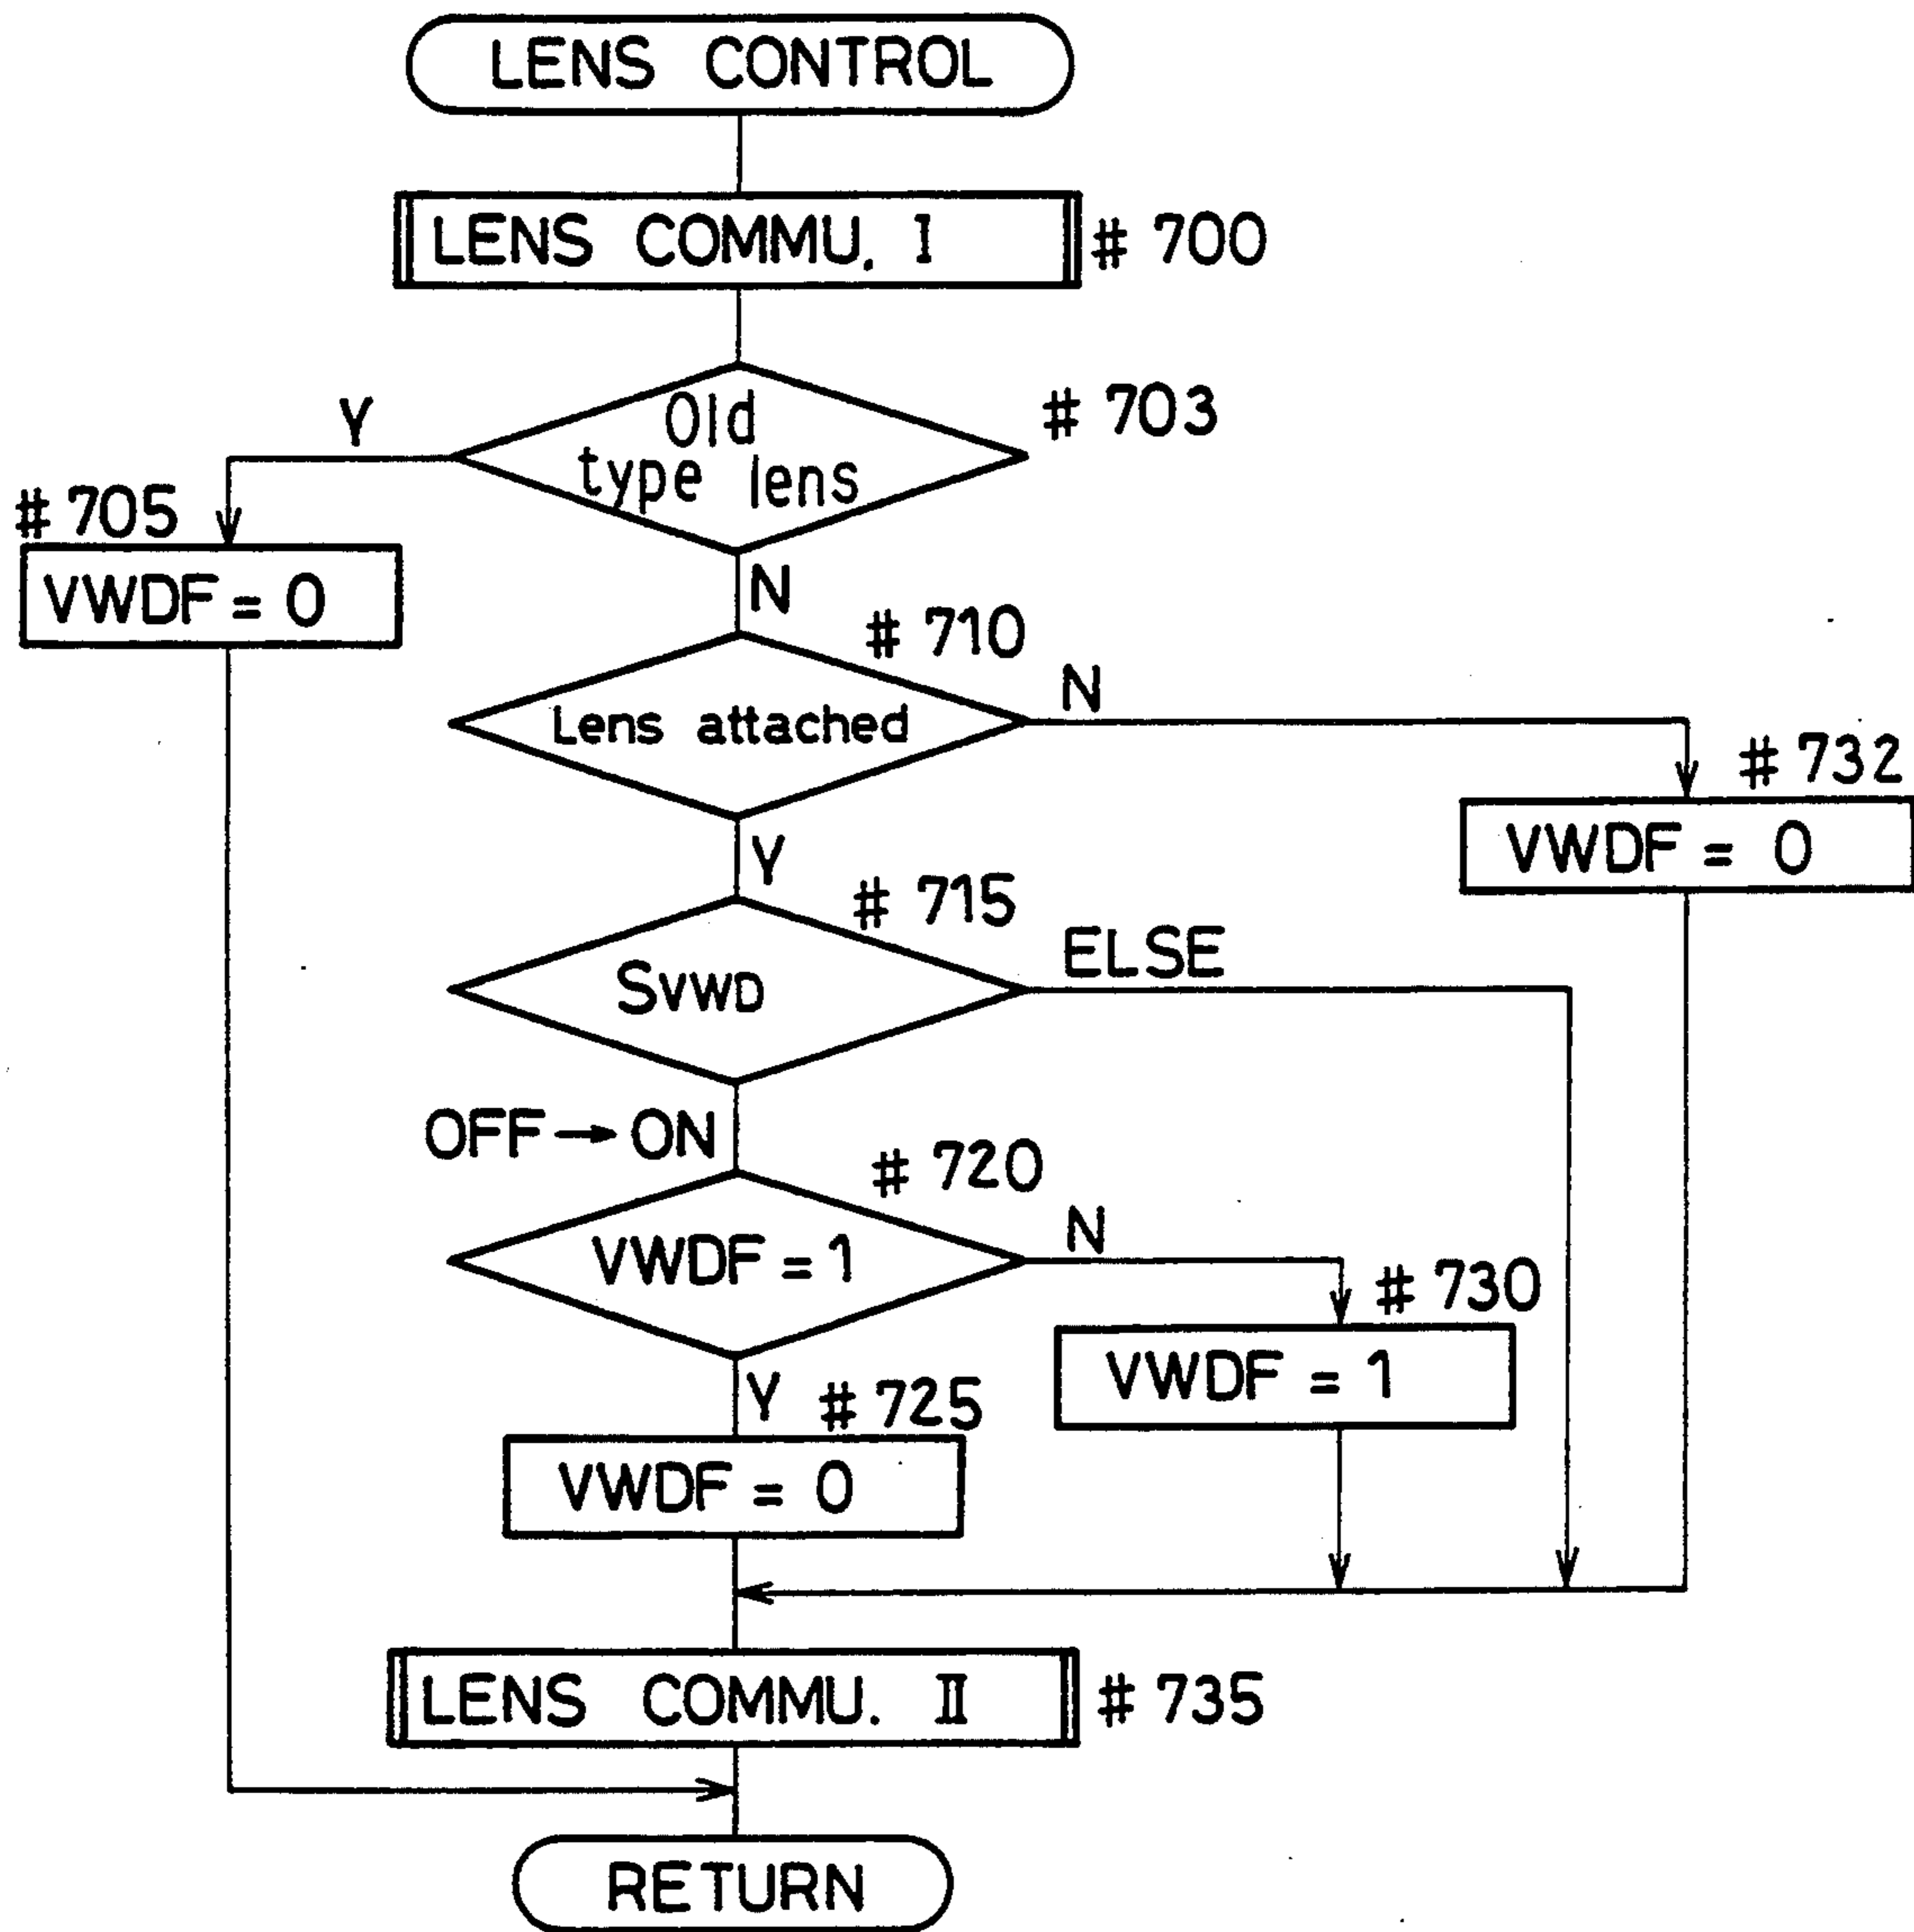 LENS CONTROL
LENS COMMU. I
# 700
Old
type lens
# 703
Y
# 705
VWDF = 0
N
# 710
Lens attached
N
# 732
VWDF = 0
Y
# 715
SVWD
ELSE
OFF → ON
# 720
VWDF = 1
N
# 730
VWDF = 1
Y
# 725
VWDF = 0
LENS COMMU. II
# 735
RETURN